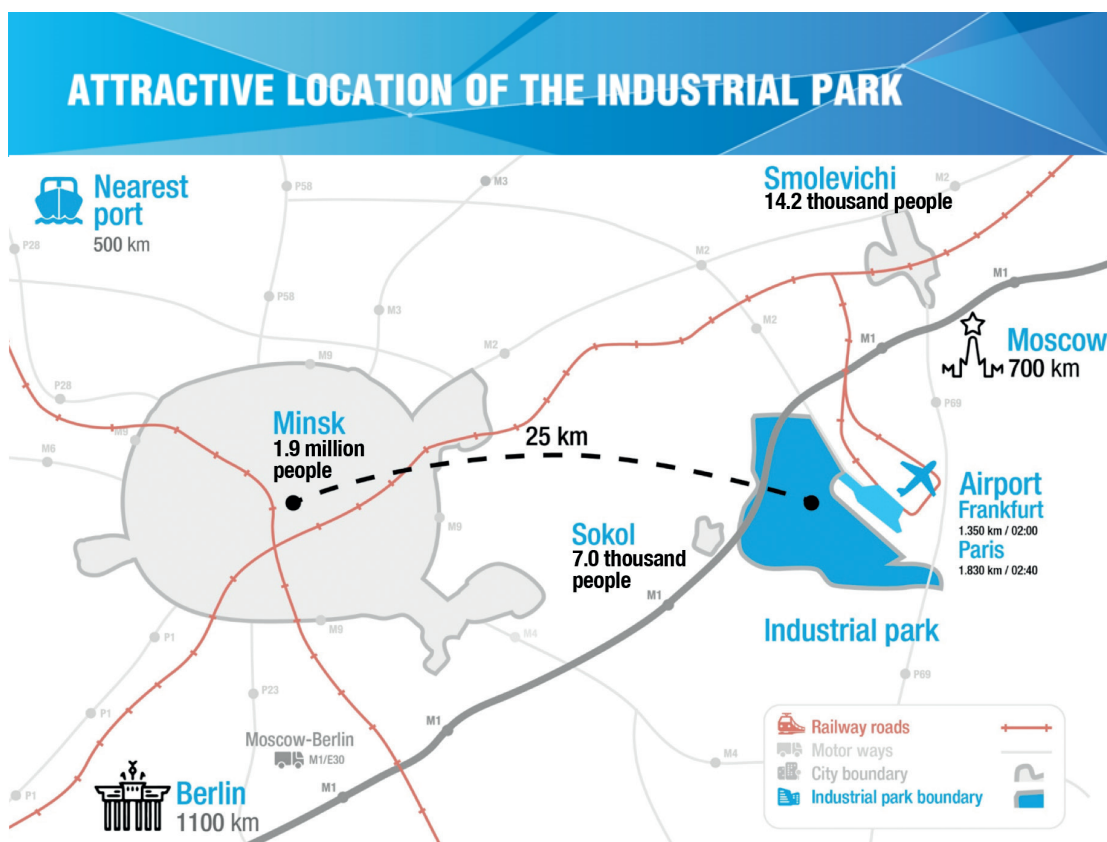 ATTRACTIVE LOCATION OF THE INDUSTRIAL PARK
Nearest
port
500 km
P58
M3
Smolevichi
14.2 thousand people
M2
P28
M2
M1
P58
M3
M2
M1
Moscow
700 km
M9
M2
P28
P69
Minsk
1.9 million
people
25 km
M9
M6
Airport
Frankfurt
1.350 km / 02:00
Paris
1.830 km / 02:40
M9
Sokol
7.0 thousand
people
M1
Industrial park
M9
M4
P1
P69
P23
P1
M1
Moscow-Berlin
M1/E30
M4
Railway roads
Motor ways
City boundary
Industrial park boundary
P1
M1
Berlin
1100 km